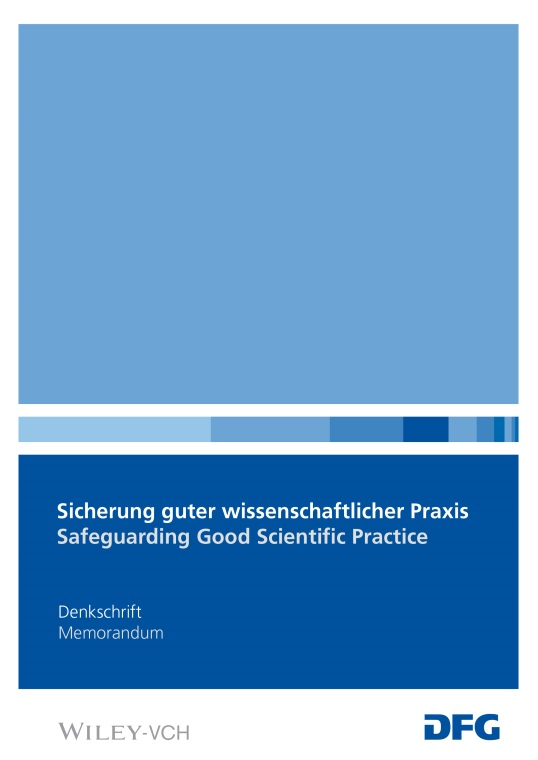 Sicherung guter wissenschaftlicher Praxis
Safeguarding Good Scientific Practice
Denkschrift
Memorandum
WILEY-VCH
DFG